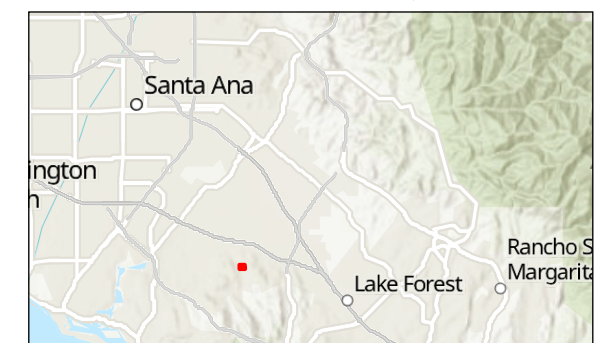 Santa Ana
ington
n
Rancho S
Margarita
Lake Forest